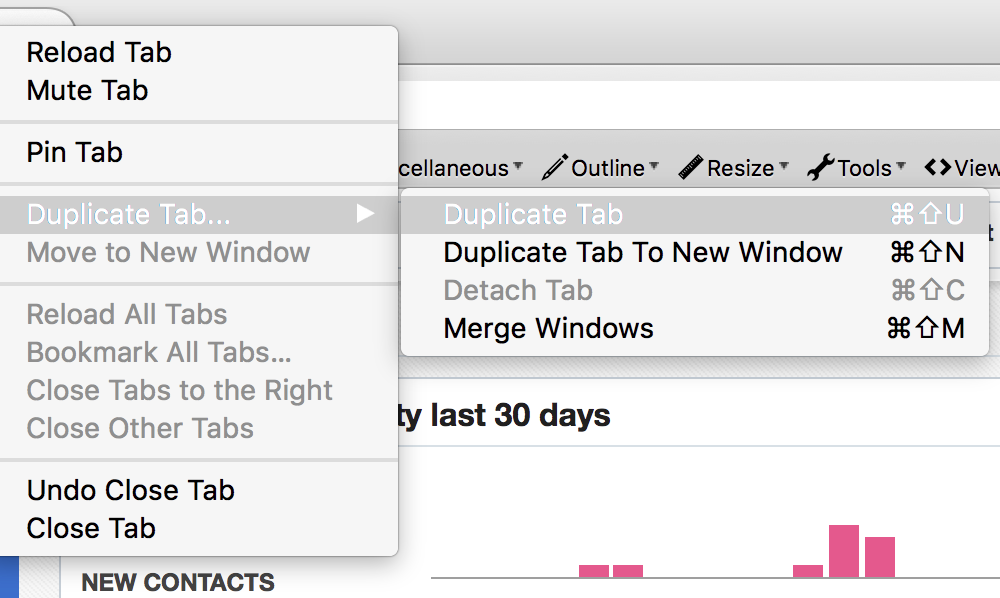 Reload Tab
Mute Tab
Pin Tab
Duplicate Tab...
Move to New Window
Reload All Tabs
Bookmark All Tabs...
Close Tabs to the Right
Close Other Tabs
Undo Close Tab
Close Tab
cellaneous Outline Resize Tools View
Duplicate Tab ⌘⇧U
Duplicate Tab To New Window ⌘⇧N
Detach Tab ⌘⇧C
Merge Windows ⌘⇧M
ty last 30 days
NEW CONTACTS